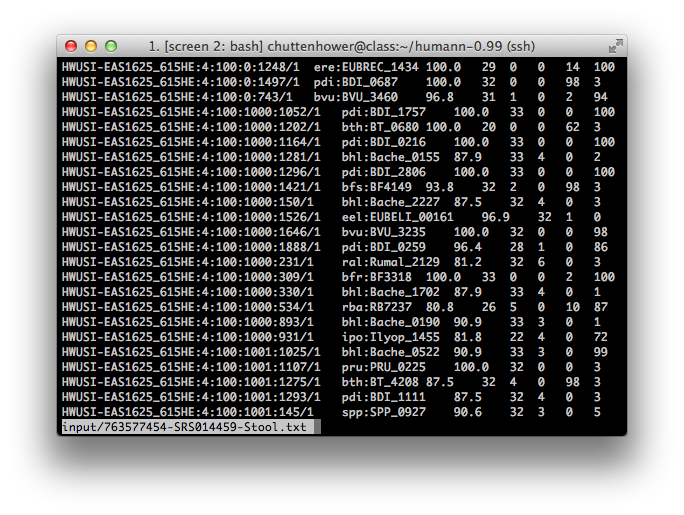 1. [screen 2: bash] chuttenhower@class:~/humann-0.99 (ssh)
HWUSI-EAS1625_615HE:4:100:0:1248/1 ere:EUBREC_1434 100.0 29 0 0 14 100
HWUSI-EAS1625_615HE:4:100:0:1497/1 pdi:BDI_0687 100.0 32 0 0 98 3
HWUSI-EAS1625_615HE:4:100:0:743/1 bvu:BVU_3460 96.8 31 1 0 2 94
HWUSI-EAS1625_615HE:4:100:1000:1052/1 pdi:BDI_1757 100.0 33 0 0 100
HWUSI-EAS1625_615HE:4:100:1000:1202/1 bth:BT_0680 100.0 20 0 0 62 3
HWUSI-EAS1625_615HE:4:100:1000:1164/1 pdi:BDI_0216 100.0 33 0 0 100
HWUSI-EAS1625_615HE:4:100:1000:1281/1 bhl:Bache_0155 87.9 33 4 0 2
HWUSI-EAS1625_615HE:4:100:1000:1296/1 pdi:BDI_2806 100.0 33 0 0 100
HWUSI-EAS1625_615HE:4:100:1000:1421/1 bfs:BF4149 93.8 32 2 0 98 3
HWUSI-EAS1625_615HE:4:100:1000:150/1 bhl:Bache_2227 87.5 32 4 0 3
HWUSI-EAS1625_615HE:4:100:1000:1526/1 eel:EUBELI_00161 96.9 32 1 0
HWUSI-EAS1625_615HE:4:100:1000:1646/1 bvu:BVU_3235 100.0 32 0 0 98
HWUSI-EAS1625_615HE:4:100:1000:1888/1 pdi:BDI_0259 96.4 28 1 0 86
HWUSI-EAS1625_615HE:4:100:1000:231/1 ral:Rumal_2129 81.2 32 6 0 3
HWUSI-EAS1625_615HE:4:100:1000:309/1 bfr:BF3318 100.0 33 0 0 2 100
HWUSI-EAS1625_615HE:4:100:1000:330/1 bhl:Bache_1702 87.9 33 4 0 1
HWUSI-EAS1625_615HE:4:100:1000:534/1 rba:RB7237 80.8 26 5 0 10 87
HWUSI-EAS1625_615HE:4:100:1000:893/1 bhl:Bache_0190 90.9 33 3 0 1
HWUSI-EAS1625_615HE:4:100:1000:931/1 ipo:Ilyop_1455 81.8 22 4 0 72
HWUSI-EAS1625_615HE:4:100:1001:1025/1 bhl:Bache_0522 90.9 33 3 0 99
HWUSI-EAS1625_615HE:4:100:1001:1107/1 pru:PRU_0225 100.0 32 0 0 3
HWUSI-EAS1625_615HE:4:100:1001:1275/1 bth:BT_4208 87.5 32 4 0 98 3
HWUSI-EAS1625_615HE:4:100:1001:1293/1 pdi:BDI_1111 87.5 32 4 0 3
HWUSI-EAS1625_615HE:4:100:1001:145/1 spp:SPP_0927 90.6 32 3 0 5
input/763577454-SRS014459-Stool.txt